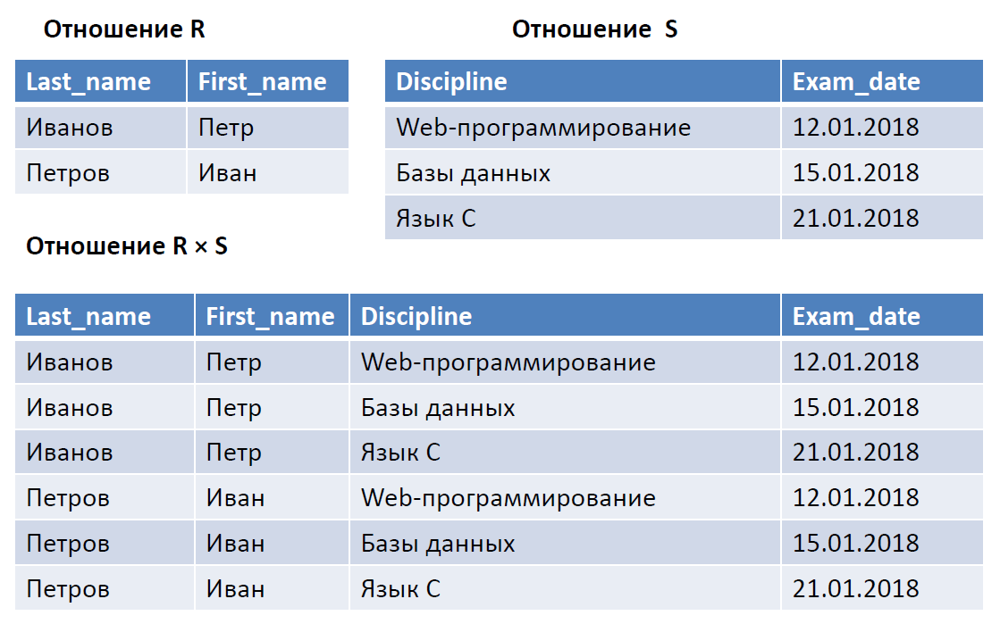 Отношение R
Отношение S
Last_name First_name
Discipline Exam_date
Иванов Петр
Web-программирование 12.01.2018
Петров Иван
Базы данных 15.01.2018
Язык С 21.01.2018
Отношение R × S
Last_name First_name Discipline Exam_date
Иванов Петр Web-программирование 12.01.2018
Иванов Петр Базы данных 15.01.2018
Иванов Петр Язык С 21.01.2018
Петров Иван Web-программирование 12.01.2018
Петров Иван Базы данных 15.01.2018
Петров Иван Язык С 21.01.2018